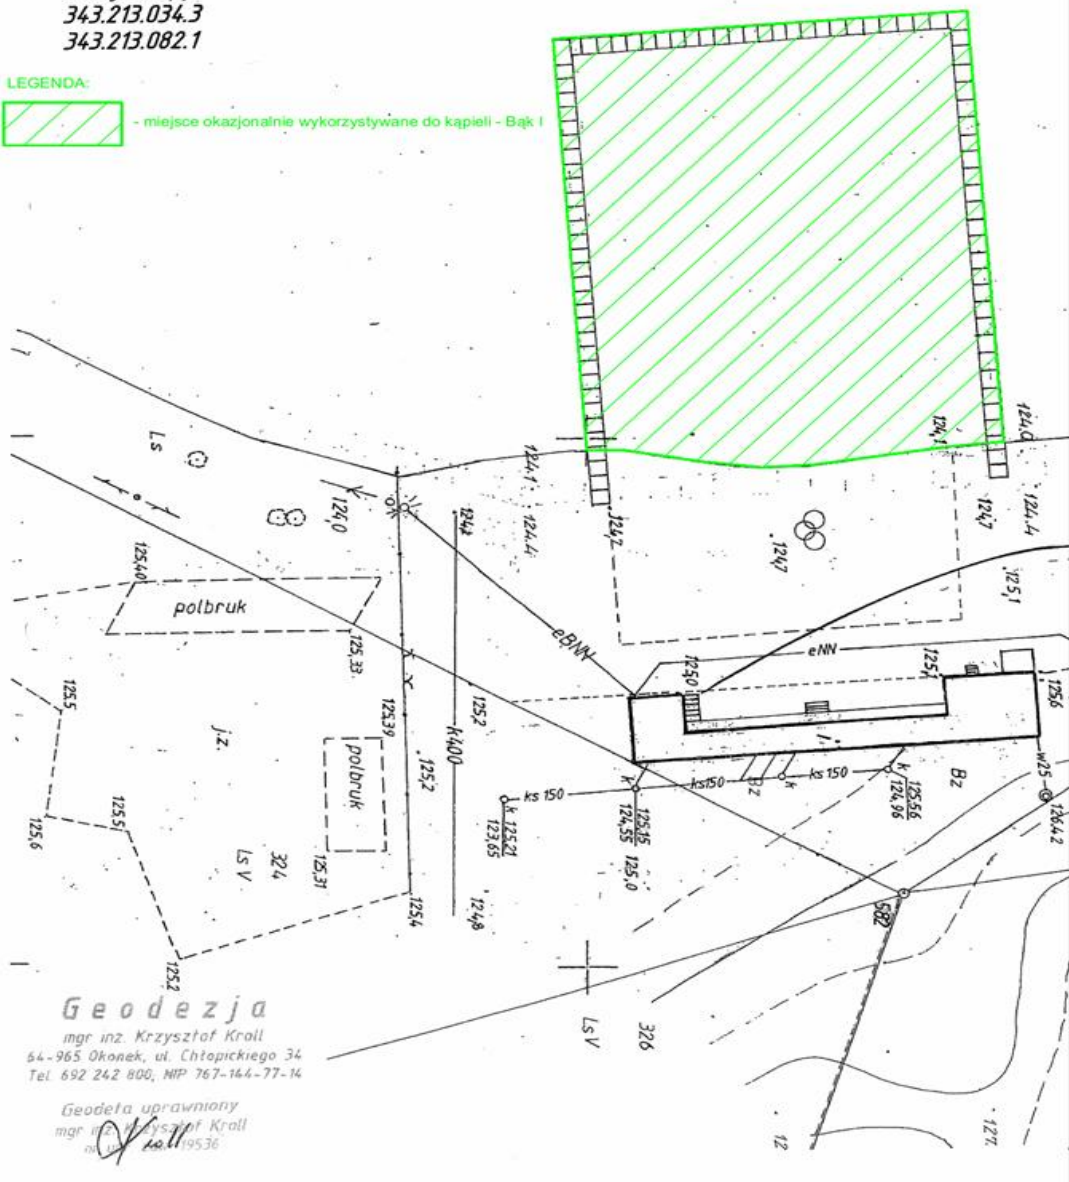 343.213.034.3
343.213.082.1
LEGENDA:
- miejsce okazjonalnie wykorzystywane do kąpieli - Bąk I
124,1
124,0
Ls
124.1
124,0
124.4
124,7
124,7
124,7
124.4
125,1
125,40
polbruk
125,33
eBNN
eNN
125,0
125,6
125,5
j.z.
125,39
polbruk
125,2
125,2
k400
ks 150
ks150
ks 150
k
k
k
k
Bz
Bz
w25
126.42
125.56
124,96
125,15
124,55
125,0
125,21
123,65
125,6
125,5
324
LsV
125,31
125,4
124,8
582
125,2
326
LsV
127.
12
Geodezja
mgr inż. Krzysztof Kroll
64-965 Okonek, ul. Chłopickiego 34
Tel. 692 242 800, NIP 767-144-77-14
Geodeta uprawniony
mgr inż. Krzysztof Kroll
19536